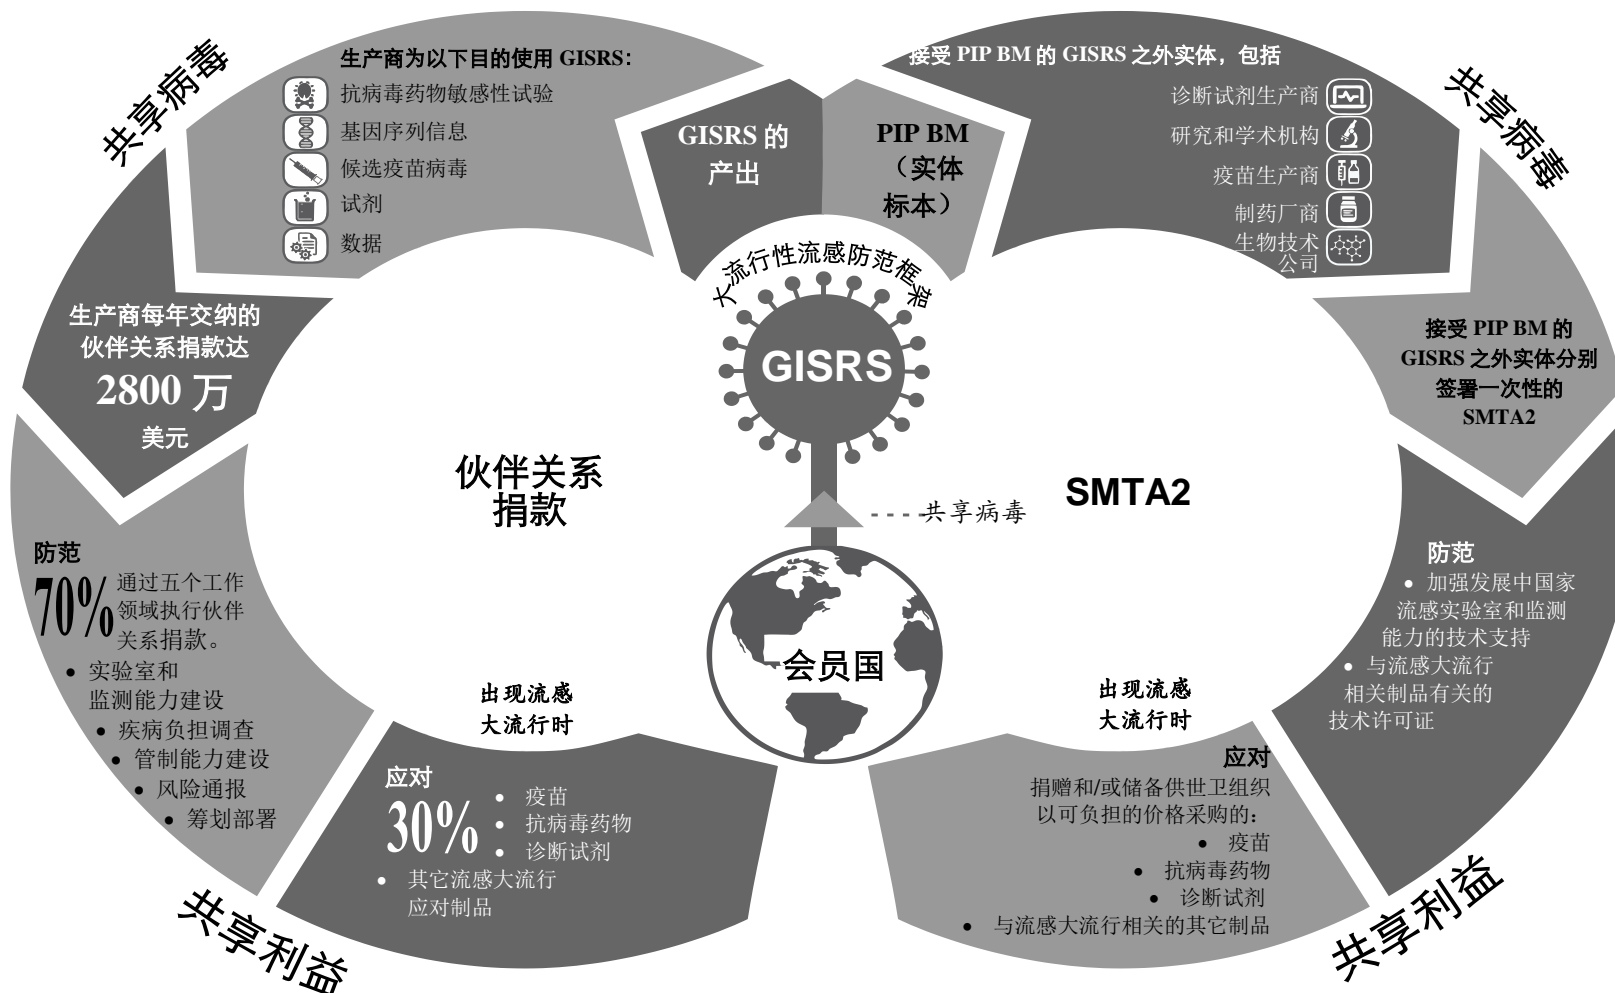 共享病毒
生产商为以下目的使用 GISRS：
抗病毒药物敏感性试验
基因序列信息
候选疫苗病毒
试剂
数据
GISRS 的
产出
PIP BM
（实体
标本）
接受 PIP BM 的 GISRS 之外实体，包括
诊断试剂生产商
研究和学术机构
疫苗生产商
制药厂商
生物技术
公司
共享病毒
大流行性流感防范框架
GISRS
生产商每年交纳的
伙伴关系捐款达
2800 万
美元
接受 PIP BM 的
GISRS 之外实体分别
签署一次性的
SMTA2
伙伴关系
捐款
SMTA2
共享病毒
会员国
防范
70%
通过五个工作
领域执行伙伴
关系捐款。
• 实验室和
监测能力建设
• 疾病负担调查
• 管制能力建设
• 风险通报
• 筹划部署
出现流感
大流行时
应对
30%
• 疫苗
• 抗病毒药物
• 诊断试剂
• 其它流感大流行
应对制品
共享利益
防范
• 加强发展中国家
流感实验室和监测
能力的技术支持
• 与流感大流行
相关制品有关的
技术许可证
出现流感
大流行时
应对
捐赠和/或储备供世卫组织
以可负担的价格采购的：
• 疫苗
• 抗病毒药物
• 诊断试剂
• 与流感大流行相关的其它制品
共享利益